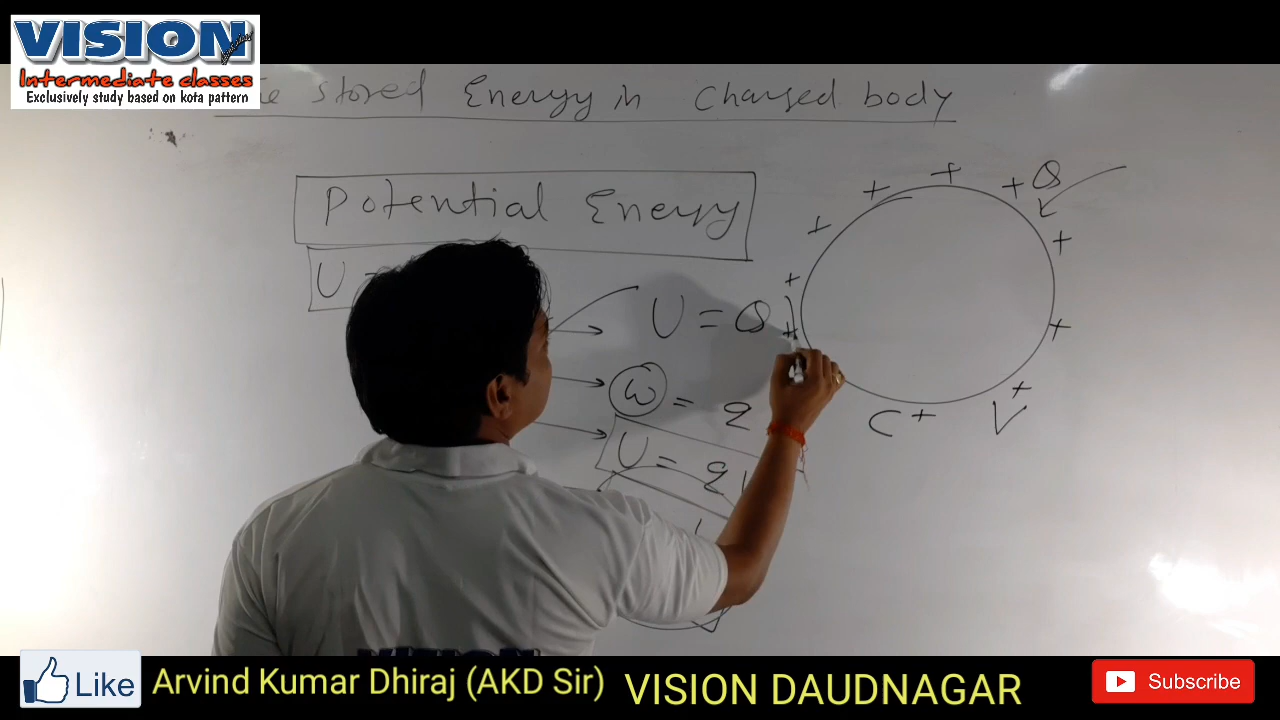 VISION
Intermediate classes
Exclusively study based on kota pattern
stored Energy in Charged body
Potential Energy
U =
U = Q
W = q
U = q
+ + + Q
+ +
+
+ +
+
C + V
Like
Arvind Kumar Dhiraj (AKD Sir)
VISION DAUDNAGAR
Subscribe